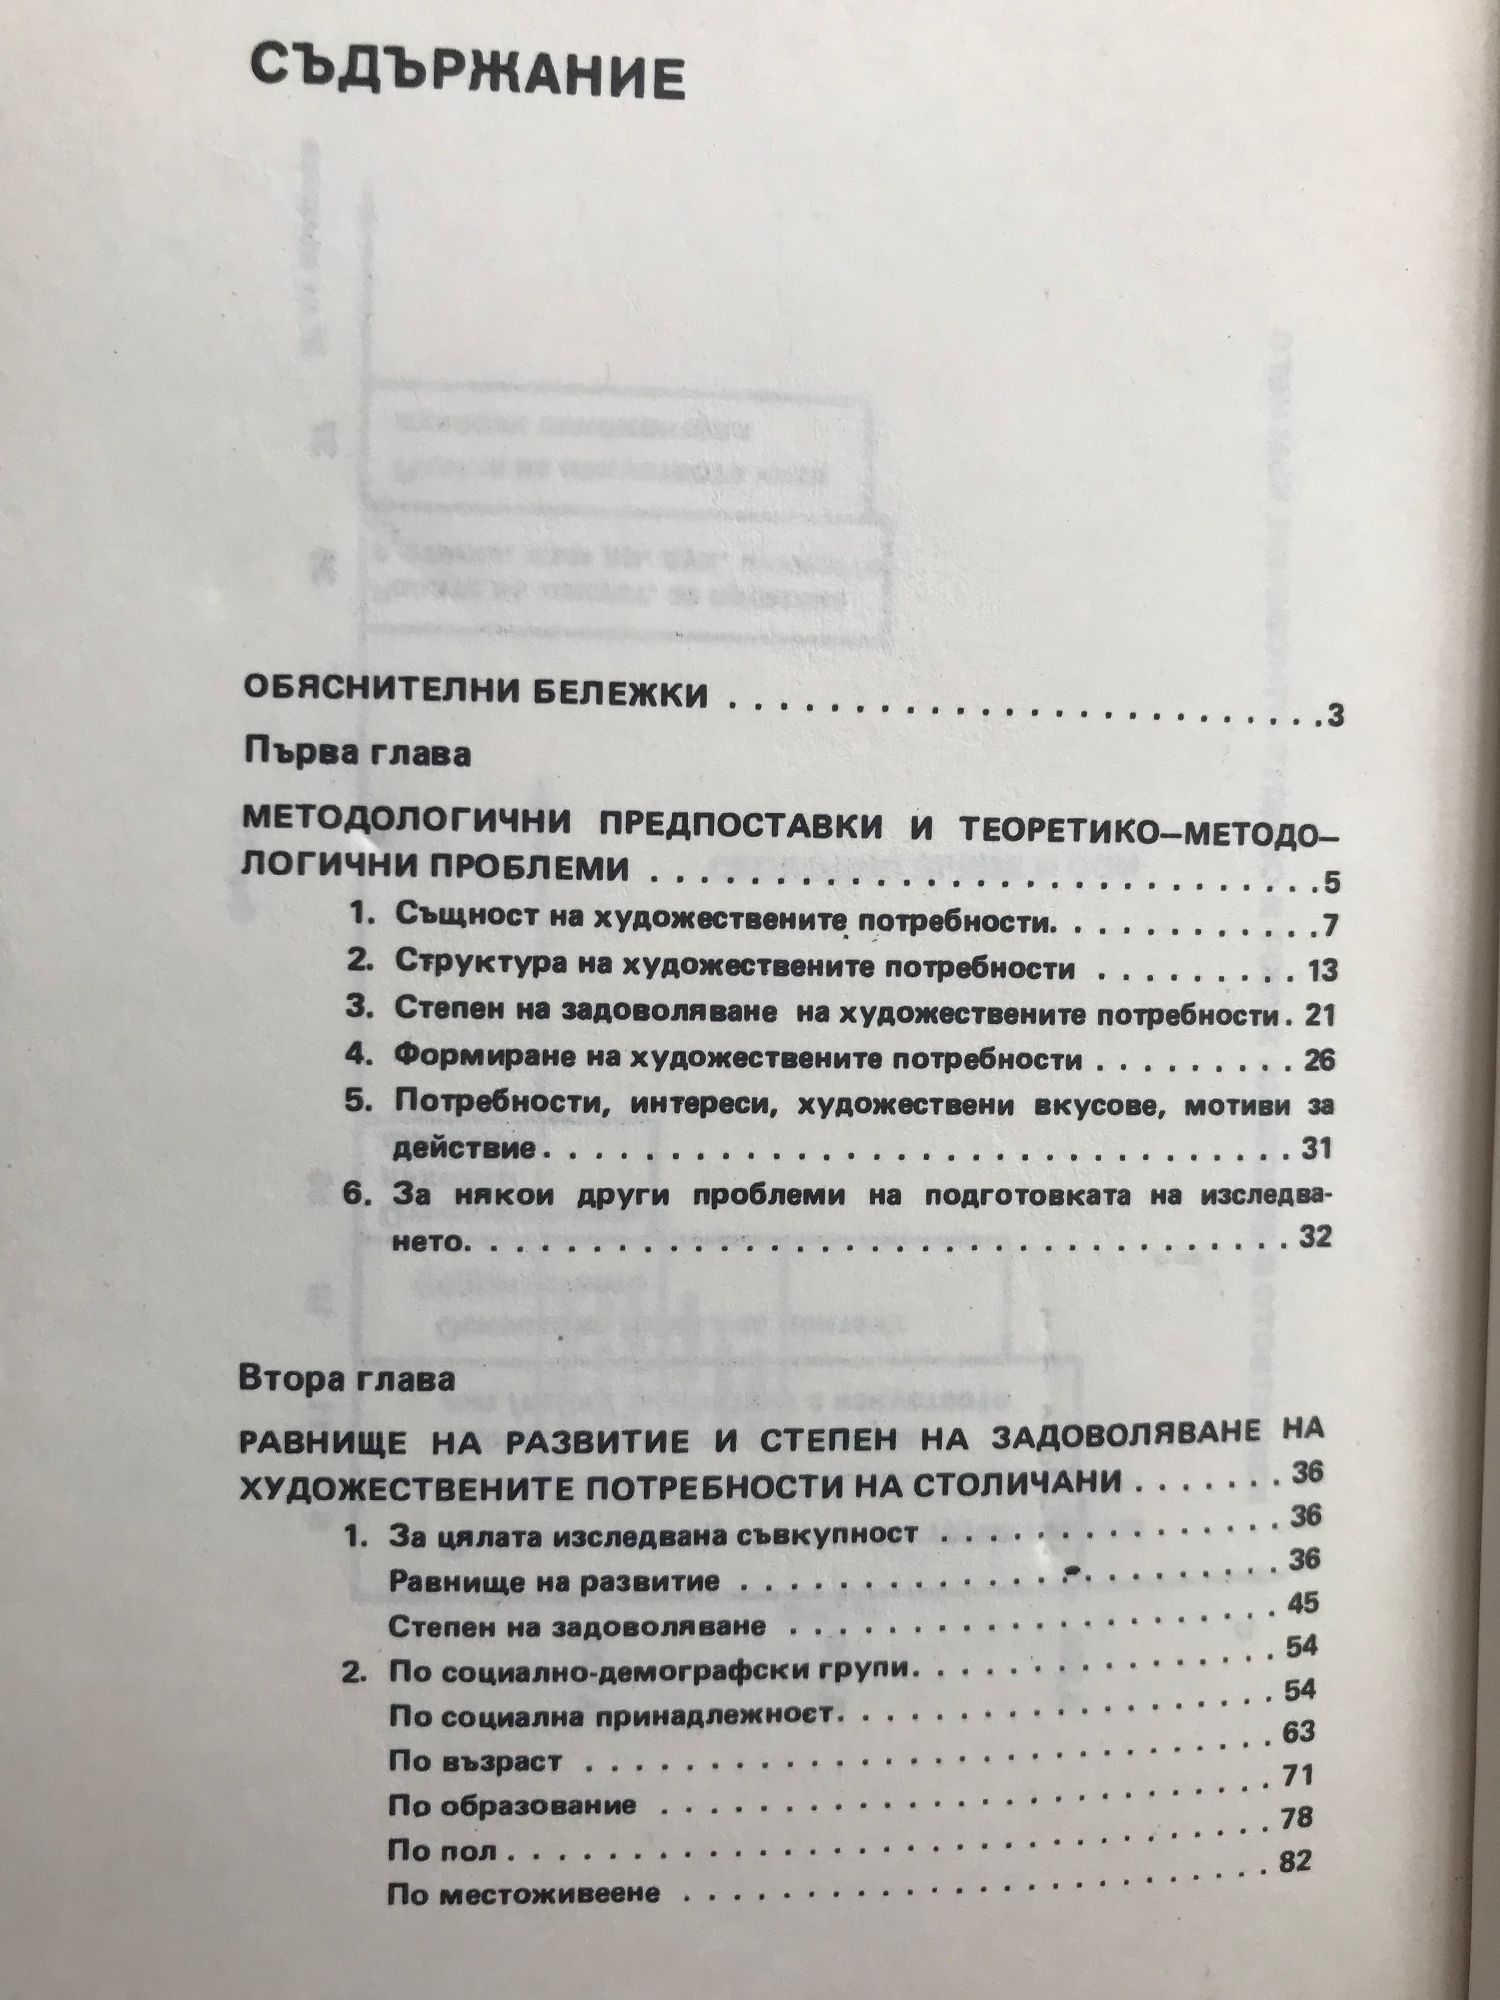 СЪДЪРЖАНИЕ
ОБЯСНИТЕЛНИ БЕЛЕЖКИ . . . . . . . . . . . . . . . . . . . . . . . . 3
Първа глава
МЕТОДОЛОГИЧНИ ПРЕДПОСТАВКИ И ТЕОРЕТИКО–МЕТОДО–
ЛОГИЧНИ ПРОБЛЕМИ . . . . . . . . . . . . . . . . . . . . . . . . . . . 5
1. Същност на художествените потребности. . . . . . . . . . . . 7
2. Структура на художествените потребности . . . . . . . . . 13
3. Степен на задоволяване на художествените потребности. 21
4. Формиране на художествените потребности . . . . . . . . . 26
5. Потребности, интереси, художествени вкусове, мотиви за
действие. . . . . . . . . . . . . . . . . . . . . . . . . . . . . . . 31
6. За някои други проблеми на подготовката на изследва-
нето. . . . . . . . . . . . . . . . . . . . . . . . . . . . . . . . . . 32
Втора глава
РАВНИЩЕ НА РАЗВИТИЕ И СТЕПЕН НА ЗАДОВОЛЯВАНЕ НА
ХУДОЖЕСТВЕНИТЕ ПОТРЕБНОСТИ НА СТОЛИЧАНИ . . . . . . . 36
1. За цялата изследвана съвкупност . . . . . . . . . . . . . . 36
Равнище на развитие . . . . . . . . . . . . . . . . . . . . . . 36
Степен на задоволяване . . . . . . . . . . . . . . . . . . . . 45
2. По социално-демографски групи. . . . . . . . . . . . . . . 54
По социална принадлежност. . . . . . . . . . . . . . . . . . 54
По възраст . . . . . . . . . . . . . . . . . . . . . . . . . . . . 63
По образование . . . . . . . . . . . . . . . . . . . . . . . . . 71
По пол . . . . . . . . . . . . . . . . . . . . . . . . . . . . . . . 78
По местоживеене . . . . . . . . . . . . . . . . . . . . . . . . 82